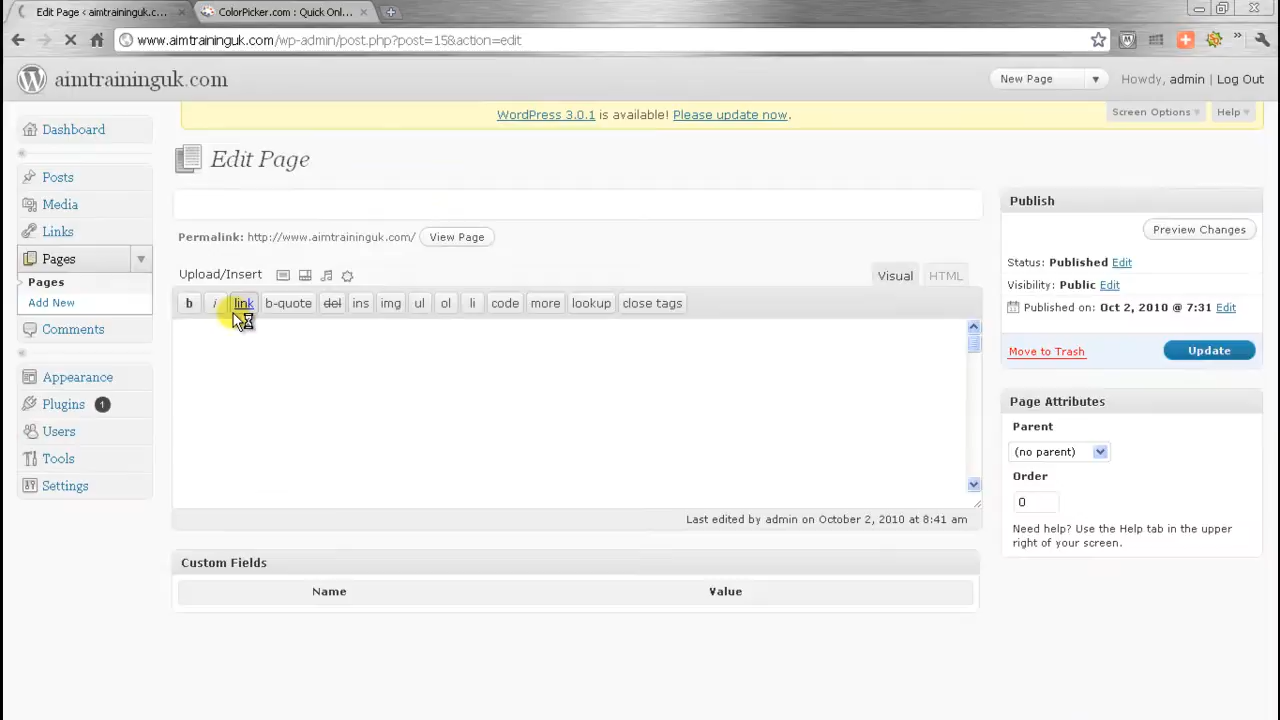 Edit Page < aimtraininguk.c...
ColorPicker.com : Quick Onl...
www.aimtraininguk.com/wp-admin/post.php?post=15&action=edit
aimtraininguk.com
New Page
Howdy, admin | Log Out
WordPress 3.0.1 is available! Please update now.
Screen Options
Help
Dashboard
Posts
Media
Links
Pages
Pages
Add New
Comments
Appearance
Plugins 1
Users
Tools
Settings
Edit Page
Permalink: http://www.aimtraininguk.com/ View Page
Upload/Insert
Visual HTML
b i link b-quote del ins img ul ol li code more lookup close tags
Last edited by admin on October 2, 2010 at 8:41 am
Custom Fields
Name Value
Publish
Preview Changes
Status: Published Edit
Visibility: Public Edit
Published on: Oct 2, 2010 @ 7:31 Edit
Move to Trash Update
Page Attributes
Parent
(no parent)
Order
0
Need help? Use the Help tab in the upper
right of your screen.